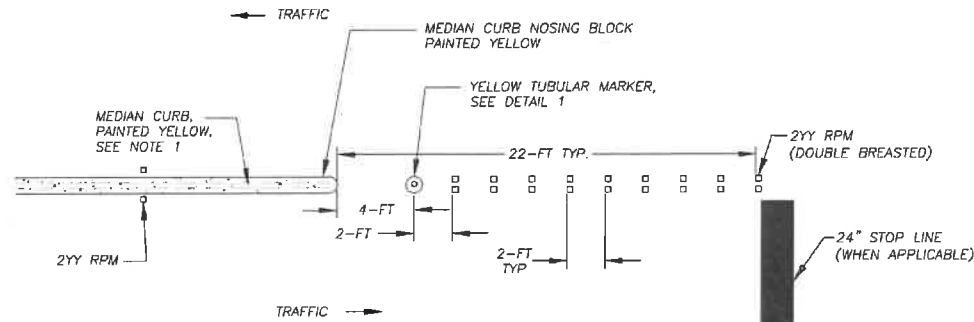 TRAFFIC
MEDIAN CURB NOSING BLOCK
PAINTED YELLOW
YELLOW TUBULAR MARKER,
SEE DETAIL 1
MEDIAN CURB,
PAINTED YELLOW,
SEE NOTE 1
2YY RPM
(DOUBLE BREASTED)
22-FT TYP.
4-FT
2-FT
2-FT
TYP
2YY RPM
24" STOP LINE
(WHEN APPLICABLE)
TRAFFIC